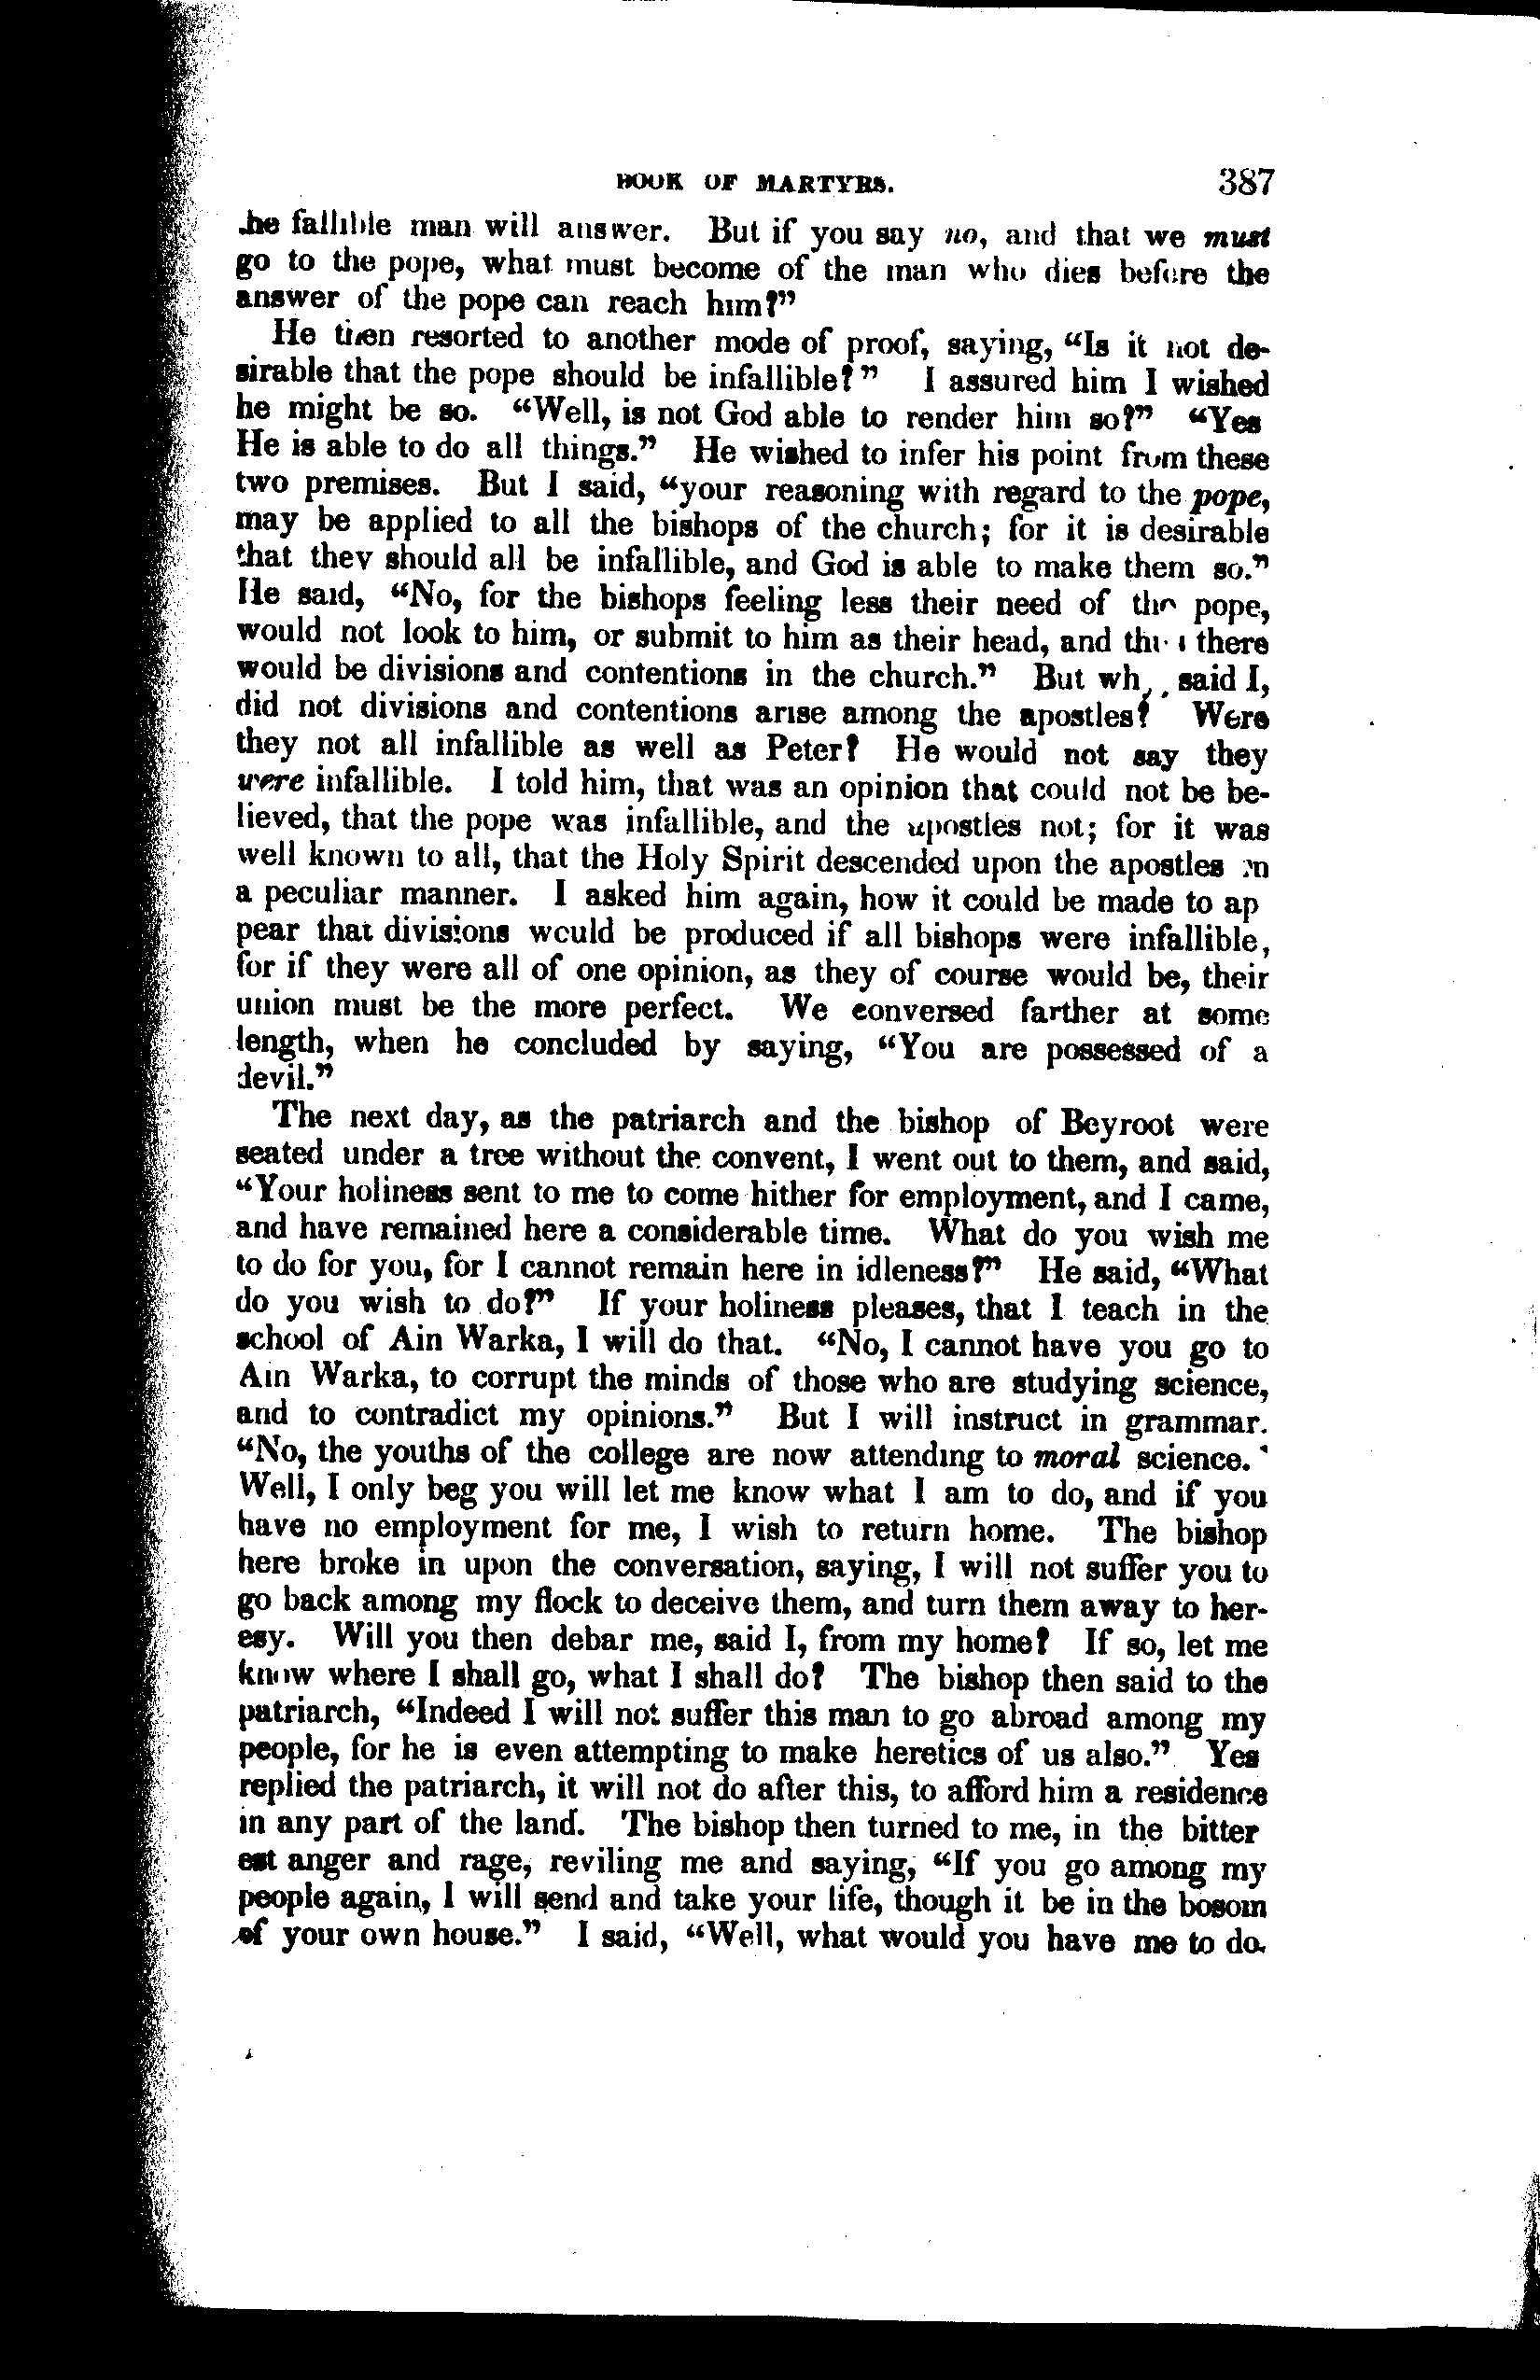 BOOK OF MARTYRS. 387
he fallible man will answer. But if you say no, and that we must
go to the pope, what must become of the man who dies before the
answer of the pope can reach him?”
He then resorted to another mode of proof, saying, “Is it not de-
sirable that the pope should be infallible?” I assured him I wished
he might be so. “Well, is not God able to render him so?” “Yes
He is able to do all things.” He wished to infer his point from these
two premises. But I said, “your reasoning with regard to the pope,
may be applied to all the bishops of the church; for it is desirable
that they should all be infallible, and God is able to make them so.”
He said, “No, for the bishops feeling less their need of the pope,
would not look to him, or submit to him as their head, and there
would be divisions and contentions in the church.” But said I,
did not divisions and contentions arise among the apostles? Were
they not all infallible as well as Peter? He would not say they
were infallible. I told him, that was an opinion that could not be be-
lieved, that the pope was infallible, and the apostles not; for it was
well known to all, that the Holy Spirit descended upon the apostles in
a peculiar manner. I asked him again, how it could be made to ap
pear that divisions would be produced if all bishops were infallible,
for if they were all of one opinion, as they of course would be, their
union must be the more perfect. We conversed farther at some
length, when he concluded by saying, “You are possessed of a
devil.”
The next day, as the patriarch and the bishop of Beyroot were
seated under a tree without the convent, I went out to them, and said,
“Your holiness sent to me to come hither for employment, and I came,
and have remained here a considerable time. What do you wish me
to do for you, for I cannot remain here in idleness?” He said, “What
do you wish to do?” If your holiness pleases, that I teach in the
school of Ain Warka, I will do that. “No, I cannot have you go to
Ain Warka, to corrupt the minds of those who are studying science,
and to contradict my opinions.” But I will instruct in grammar.
“No, the youths of the college are now attending to moral science.‘
Well, I only beg you will let me know what I am to do, and if you
have no employment for me, I wish to return home. The bishop
here broke in upon the conversation, saying, I will not suffer you to
go back among my flock to deceive them, and turn them away to her-
esy. Will you then debar me, said I, from my home? If so, let me
know where I shall go, what I shall do? The bishop then said to the
patriarch, “Indeed I will not suffer this man to go abroad among my
people, for he is even attempting to make heretics of us also.” Yes
replied the patriarch, it will not do after this, to afford him a residence
in any part of the land. The bishop then turned to me, in the bitter
est anger and rage, reviling me and saying, “If you go among my
people again, I will send and take your life, though it be in the bosom
of your own house.” I said, “Well, what would you have me to do.